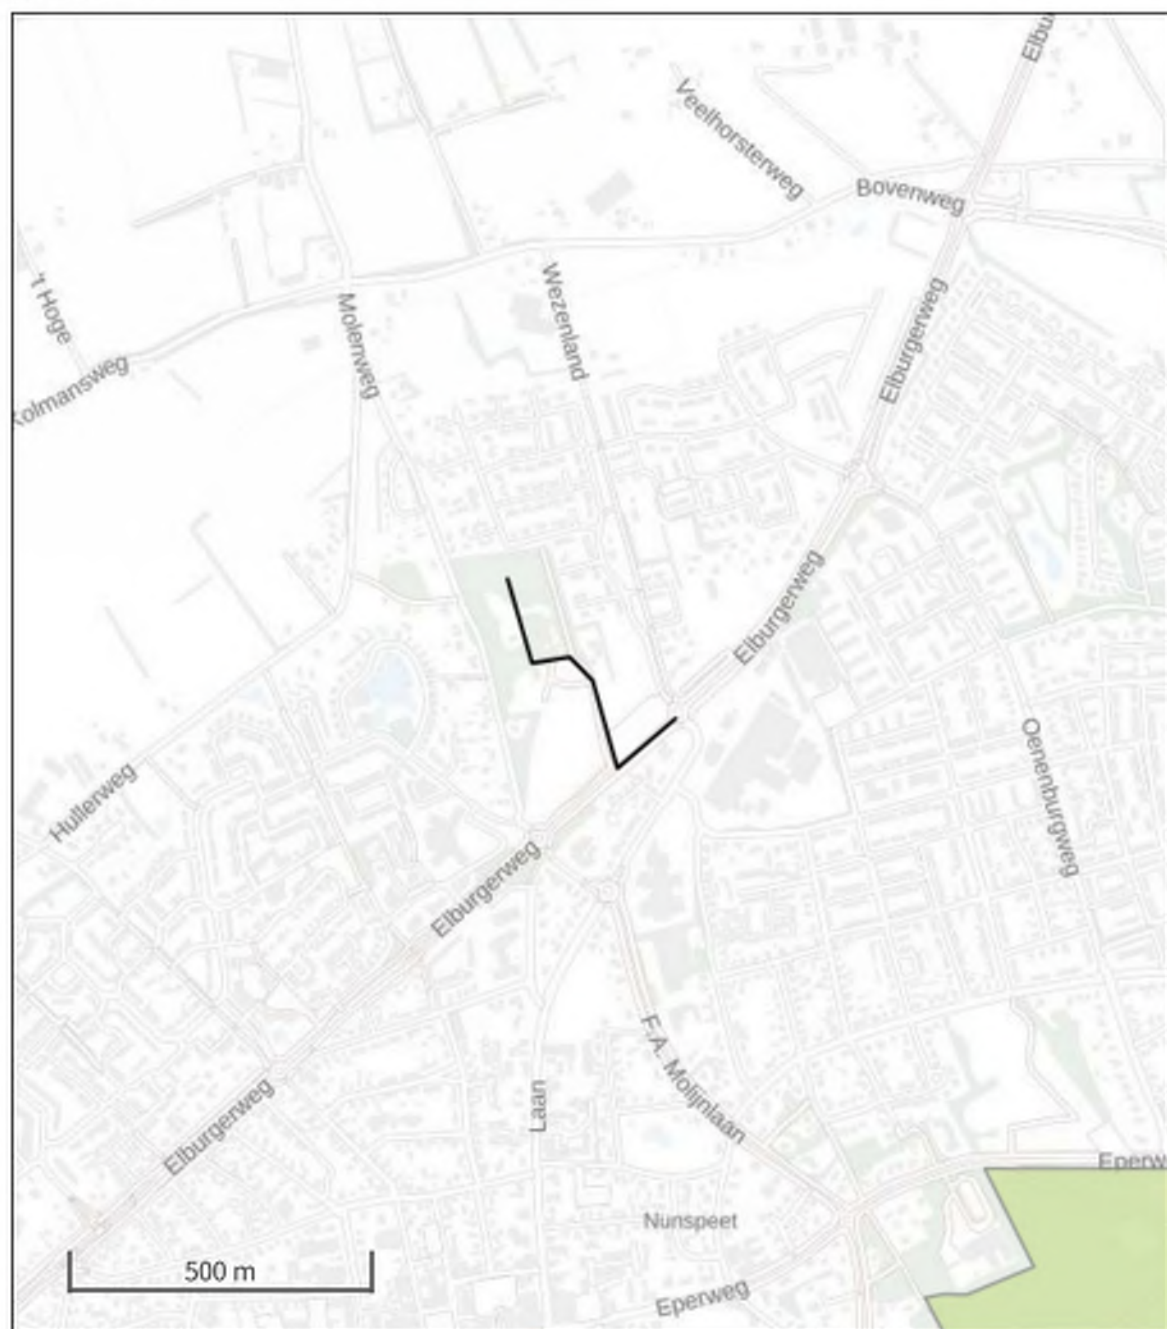 Elbu
Veelhorsterweg
Bovenweg
't Hoge
Wezenland
Molenweg
Elburgerweg
Kolmansweg
Elburgerweg
Oenenburgweg
Hullerweg
Elburgerweg
F.A. Molijnlaan
Laan
Elburgerweg
Eperw
Nunspeet
500 m
Eperweg